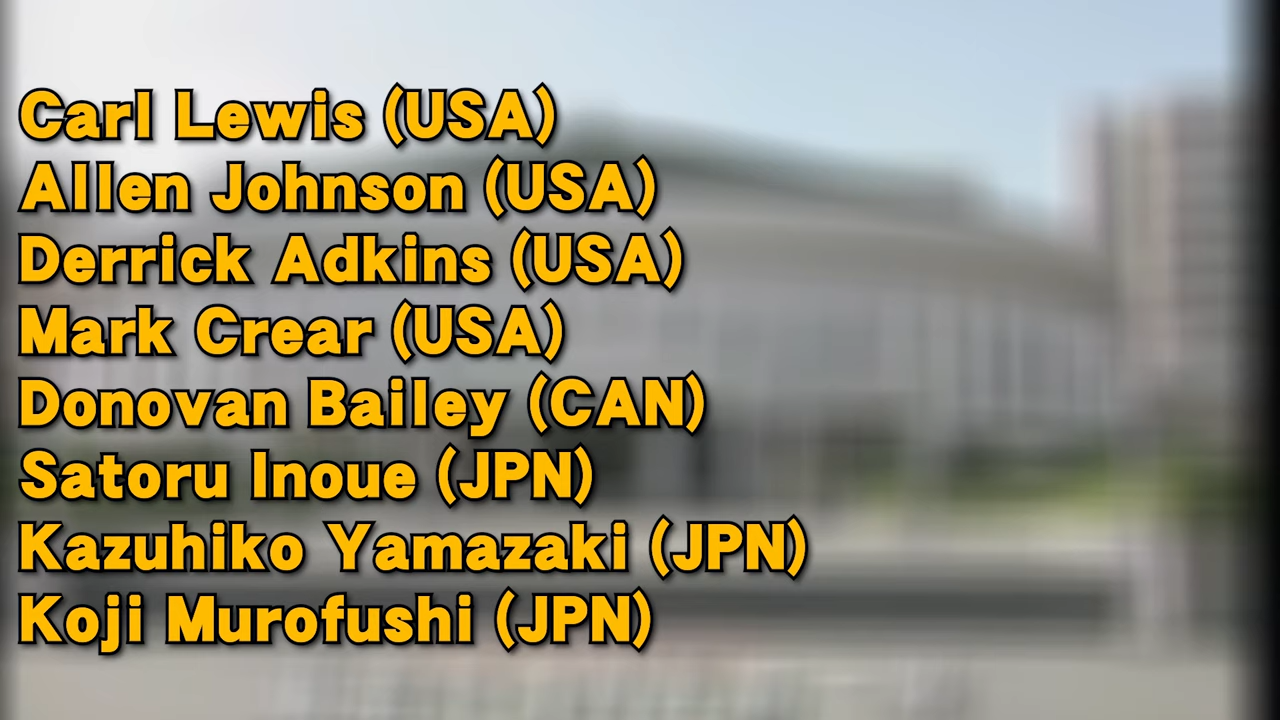 Carl Lewis (USA)
Allen Johnson (USA)
Derrick Adkins (USA)
Mark Crear (USA)
Donovan Bailey (CAN)
Satoru Inoue (JPN)
Kazuhiko Yamazaki (JPN)
Koji Murofushi (JPN)